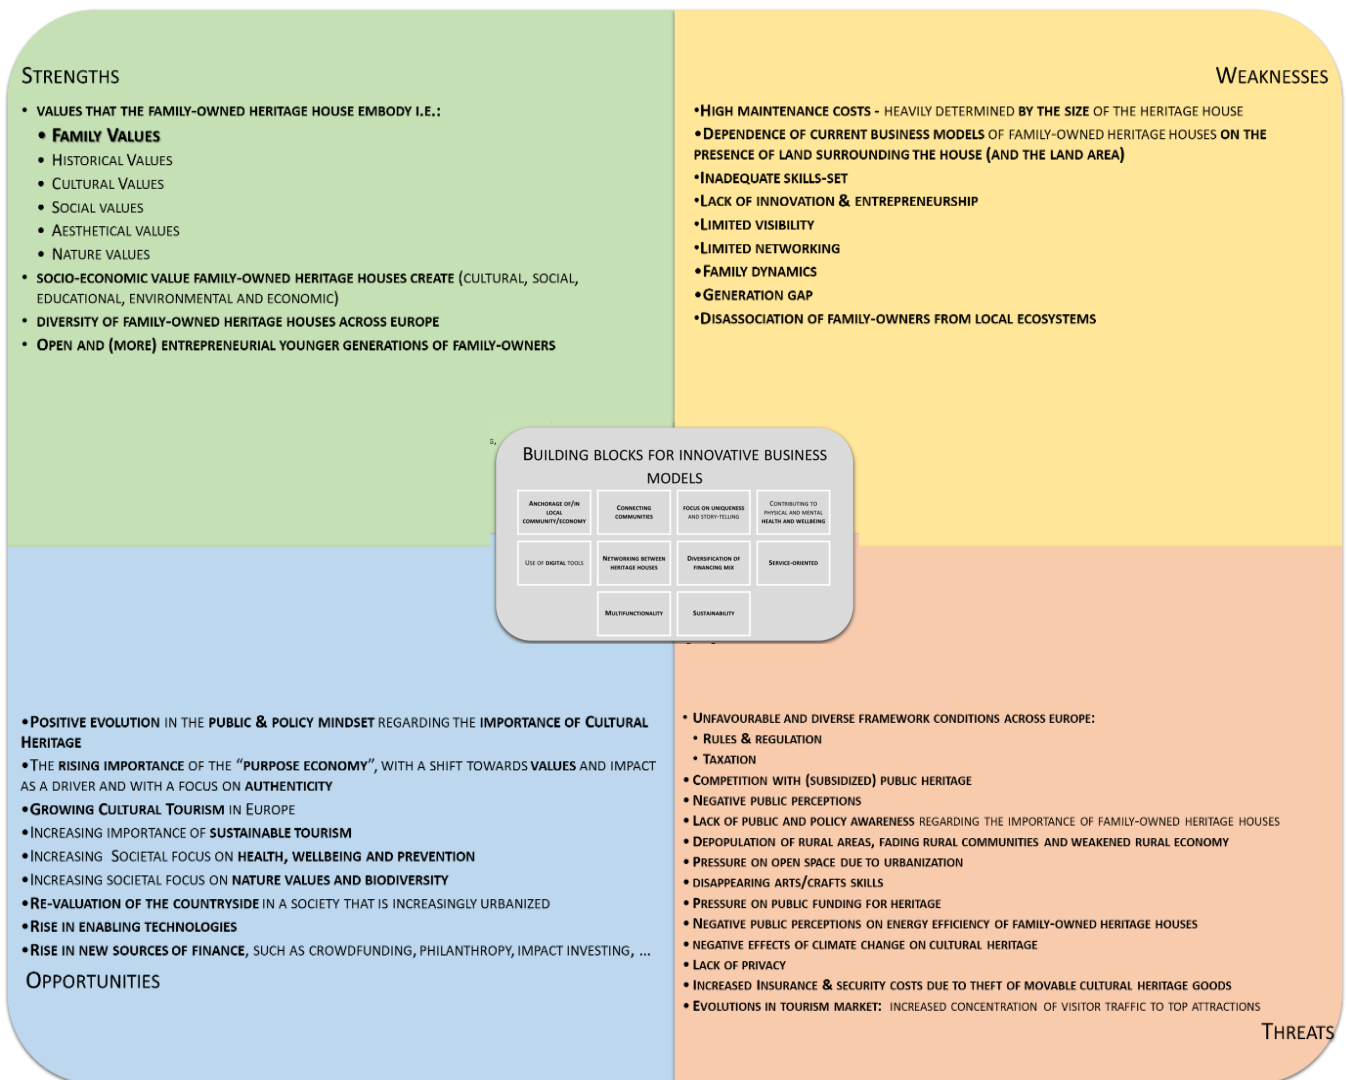 Strengths
• values that the family-owned heritage house embody i.e.:
• Family Values
• Historical Values
• Cultural Values
• Social values
• Aesthetical values
• Nature values
• socio-economic value family-owned heritage houses create (cultural, social,
educational, environmental and economic)
• diversity of family-owned heritage houses across Europe
• Open and (more) entrepreneurial younger generations of family-owners
Weaknesses
•High maintenance costs - heavily determined by the size of the heritage house
•Dependence of current business models of family-owned heritage houses on the
presence of land surrounding the house (and the land area)
•Inadequate skills-set
•Lack of innovation & entrepreneurship
•Limited visibility
•Limited networking
•Family dynamics
•Generation gap
•Disassociation of family-owners from local ecosystems
s,
Building blocks for innovative business
models
Anchorage of/in
local
community/economy
Connecting
communities
focus on uniqueness
and story-telling
Contributing to
physical and mental
health and wellbeing
Use of digital tools
Networking between
heritage houses
Diversification of
financing mix
Service-oriented
Multifunctionality
Sustainability
•Positive evolution in the public & policy mindset regarding the importance of Cultural
Heritage
•The rising importance of the “purpose economy”, with a shift towards values and impact
as a driver and with a focus on authenticity
•Growing Cultural Tourism in Europe
•Increasing importance of sustainable tourism
•Increasing Societal focus on health, wellbeing and prevention
•Increasing societal focus on nature values and biodiversity
•Re-valuation of the countryside in a society that is increasingly urbanized
•Rise in enabling technologies
•Rise in new sources of finance, such as crowdfunding, philanthropy, impact investing, ...
Opportunities
• Unfavourable and diverse framework conditions across Europe:
• Rules & regulation
• Taxation
• Competition with (subsidized) public heritage
• Negative public perceptions
• Lack of public and policy awareness regarding the importance of family-owned heritage houses
• Depopulation of rural areas, fading rural communities and weakened rural economy
• Pressure on open space due to urbanization
• disappearing arts/crafts skills
• Pressure on public funding for heritage
• Negative public perceptions on energy efficiency of family-owned heritage houses
• negative effects of climate change on cultural heritage
• Lack of privacy
• Increased Insurance & security costs due to theft of movable cultural heritage goods
• Evolutions in tourism market: increased concentration of visitor traffic to top attractions
Threats